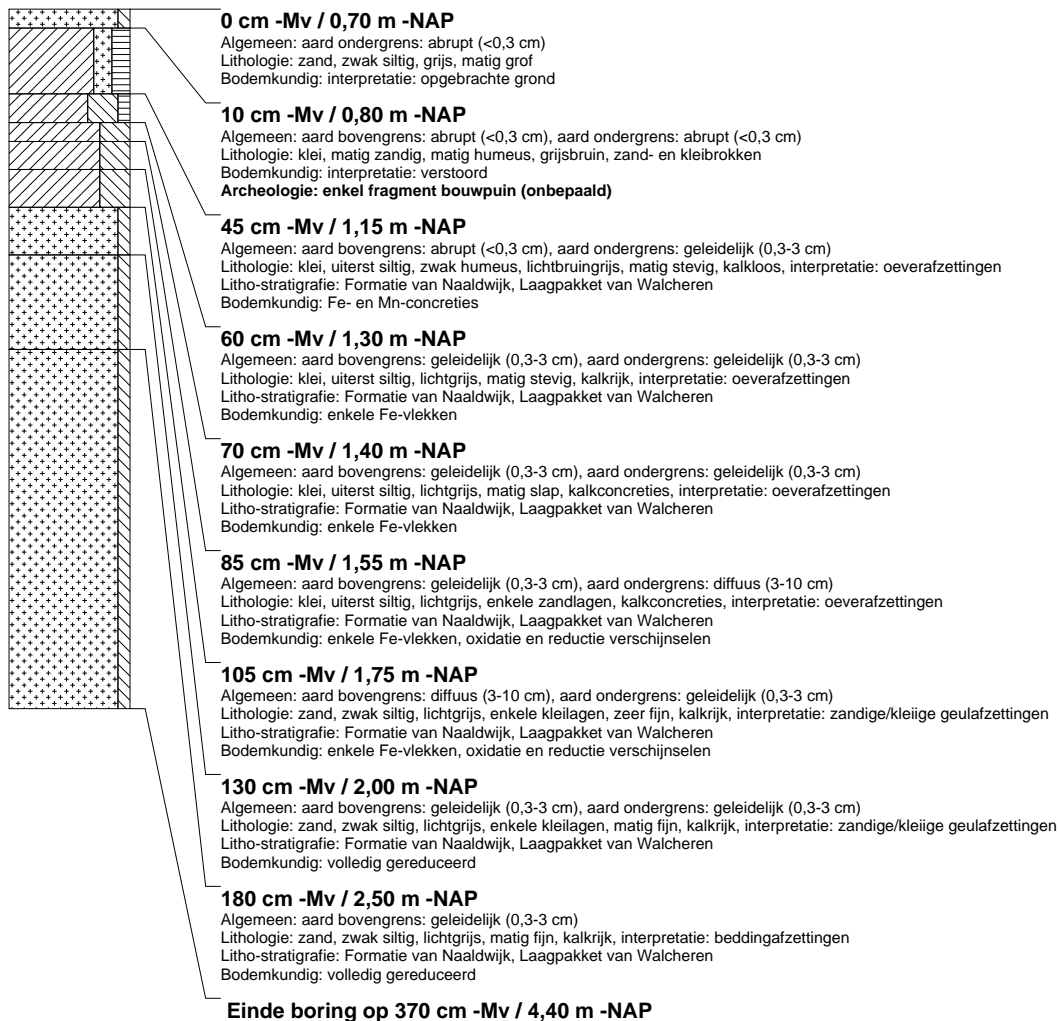 0 cm -Mv / 0,70 m -NAP
Algemeen: aard ondergrens: abrupt (<0,3 cm)
Lithologie: zand, zwak siltig, grijs, matig grof
Bodemkundig: interpretatie: opgebrachte grond
10 cm -Mv / 0,80 m -NAP
Algemeen: aard bovengrens: abrupt (<0,3 cm), aard ondergrens: abrupt (<0,3 cm)
Lithologie: klei, matig zandig, matig humeus, grijsbruin, zand- en kleibrokken
Bodemkundig: interpretatie: verstoord
Archeologie: enkel fragment bouwpuin (onbepaald)
45 cm -Mv / 1,15 m -NAP
Algemeen: aard bovengrens: abrupt (<0,3 cm), aard ondergrens: geleidelijk (0,3-3 cm)
Lithologie: klei, uiterst siltig, zwak humeus, lichtbruingrijs, matig stevig, kalkloos, interpretatie: oeverafzettingen
Litho-stratigrafie: Formatie van Naaldwijk, Laagpakket van Walcheren
Bodemkundig: Fe- en Mn-concreties
60 cm -Mv / 1,30 m -NAP
Algemeen: aard bovengrens: geleidelijk (0,3-3 cm), aard ondergrens: geleidelijk (0,3-3 cm)
Lithologie: klei, uiterst siltig, lichtgrijs, matig stevig, kalkrijk, interpretatie: oeverafzettingen
Litho-stratigrafie: Formatie van Naaldwijk, Laagpakket van Walcheren
Bodemkundig: enkele Fe-vlekken
70 cm -Mv / 1,40 m -NAP
Algemeen: aard bovengrens: geleidelijk (0,3-3 cm), aard ondergrens: geleidelijk (0,3-3 cm)
Lithologie: klei, uiterst siltig, lichtgrijs, matig slap, kalkconcreties, interpretatie: oeverafzettingen
Litho-stratigrafie: Formatie van Naaldwijk, Laagpakket van Walcheren
Bodemkundig: enkele Fe-vlekken
85 cm -Mv / 1,55 m -NAP
Algemeen: aard bovengrens: geleidelijk (0,3-3 cm), aard ondergrens: diffuus (3-10 cm)
Lithologie: klei, uiterst siltig, lichtgrijs, enkele zandlagen, kalkconcreties, interpretatie: oeverafzettingen
Litho-stratigrafie: Formatie van Naaldwijk, Laagpakket van Walcheren
Bodemkundig: enkele Fe-vlekken, oxidatie en reductie verschijnselen
105 cm -Mv / 1,75 m -NAP
Algemeen: aard bovengrens: diffuus (3-10 cm), aard ondergrens: geleidelijk (0,3-3 cm)
Lithologie: zand, zwak siltig, lichtgrijs, enkele kleilagen, zeer fijn, kalkrijk, interpretatie: zandige/kleiige geulafzettingen
Litho-stratigrafie: Formatie van Naaldwijk, Laagpakket van Walcheren
Bodemkundig: enkele Fe-vlekken, oxidatie en reductie verschijnselen
130 cm -Mv / 2,00 m -NAP
Algemeen: aard bovengrens: geleidelijk (0,3-3 cm), aard ondergrens: geleidelijk (0,3-3 cm)
Lithologie: zand, zwak siltig, lichtgrijs, enkele kleilagen, matig fijn, kalkrijk, interpretatie: zandige/kleiige geulafzettingen
Litho-stratigrafie: Formatie van Naaldwijk, Laagpakket van Walcheren
Bodemkundig: volledig gereduceerd
180 cm -Mv / 2,50 m -NAP
Algemeen: aard bovengrens: geleidelijk (0,3-3 cm)
Lithologie: zand, zwak siltig, lichtgrijs, matig fijn, kalkrijk, interpretatie: beddingafzettingen
Litho-stratigrafie: Formatie van Naaldwijk, Laagpakket van Walcheren
Bodemkundig: volledig gereduceerd
Einde boring op 370 cm -Mv / 4,40 m -NAP